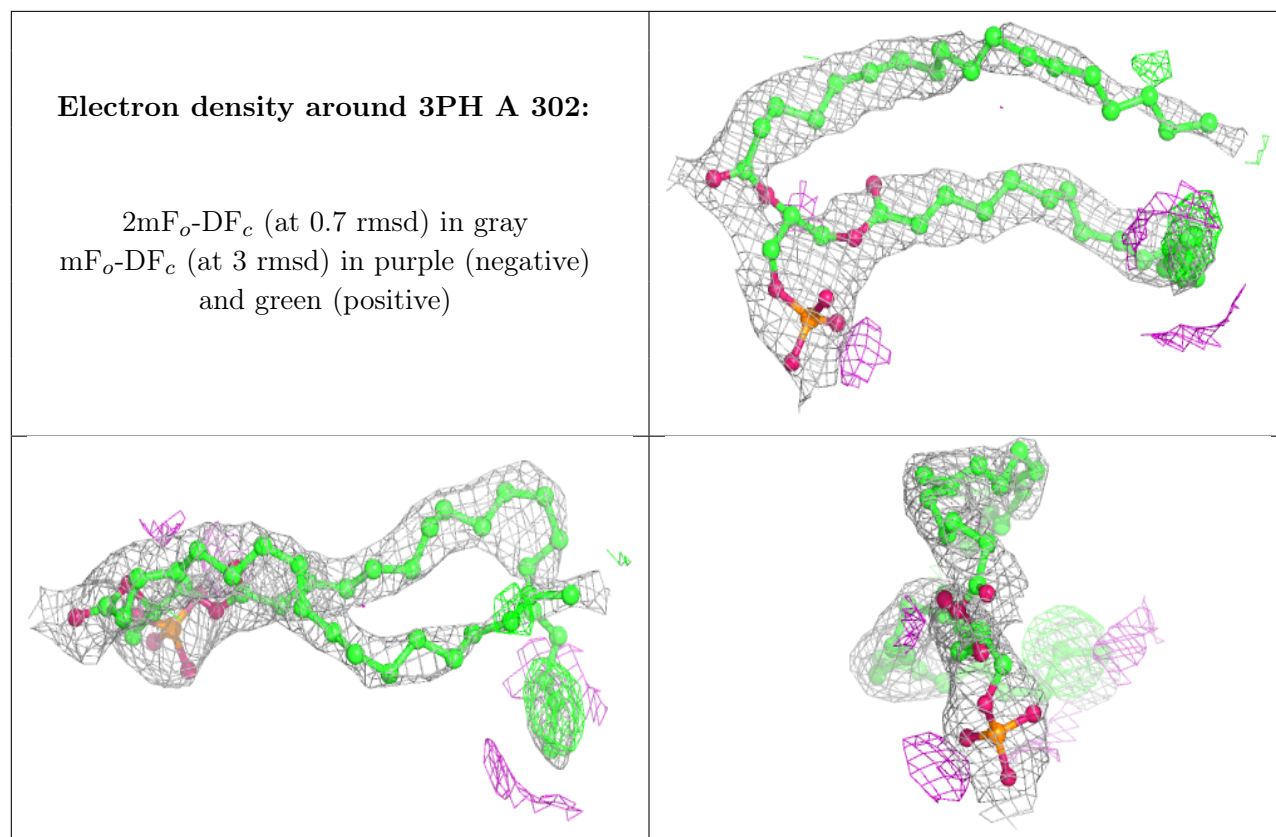 Electron density around 3PH A 302:
2mFo-DFc (at 0.7 rmsd) in gray
mFo-DFc (at 3 rmsd) in purple (negative)
and green (positive)